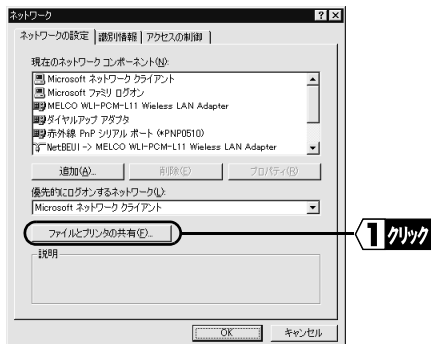 ネットワーク
ネットワークの設定 識別情報 アクセスの制御
現在のネットワーク コンポーネント(N):
Microsoft ネットワーク クライアント
Microsoft ファミリ ログオン
MELCO WLI-PCM-L11 Wieless LAN Adapter
ダイヤルアップ アダプタ
赤外線 PnP シリアル ポート (*PNP0510)
NetBEUI -> MELCO WLI-PCM-L11 Wieless LAN Adapter
追加(A)... 削除(E) プロパティ(R)
優先的にログオンするネットワーク(L):
Microsoft ネットワーク クライアント
ファイルとプリンタの共有(F)...
1 クリック
説明
OK キャンセル